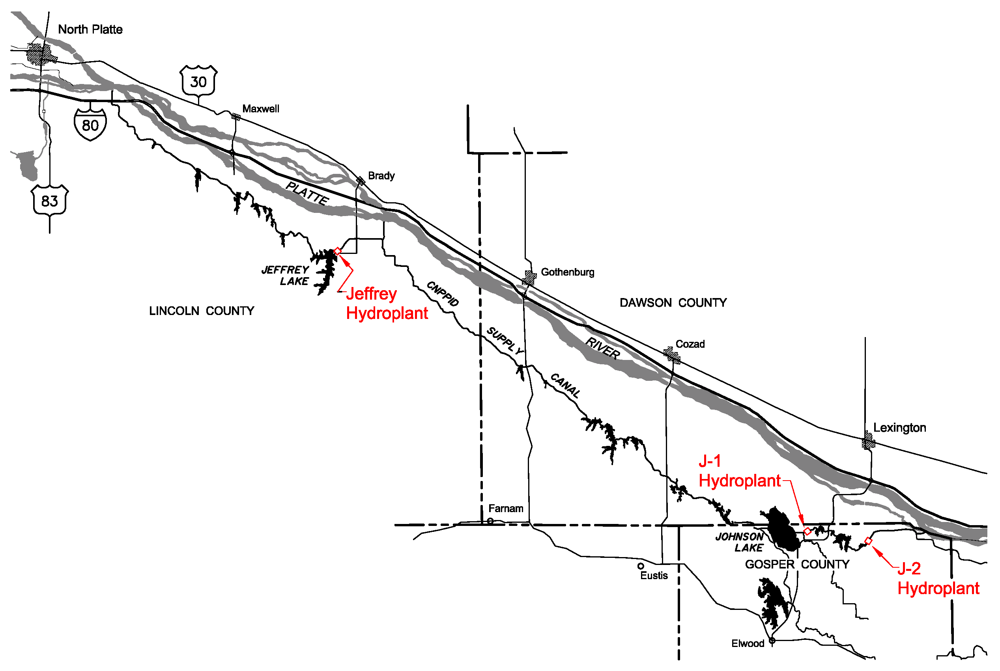 North Platte
30
Maxwell
80
Brady
PLATTE
83
JEFFREY
LAKE
Gothenburg
Jeffrey
Hydroplant
CNPPID
LINCOLN COUNTY
DAWSON COUNTY
SUPPLY
RIVER
Cozad
CANAL
Lexington
J-1
Hydroplant
Farnam
JOHNSON
LAKE
GOSPER COUNTY
J-2
Hydroplant
Eustis
Elwood